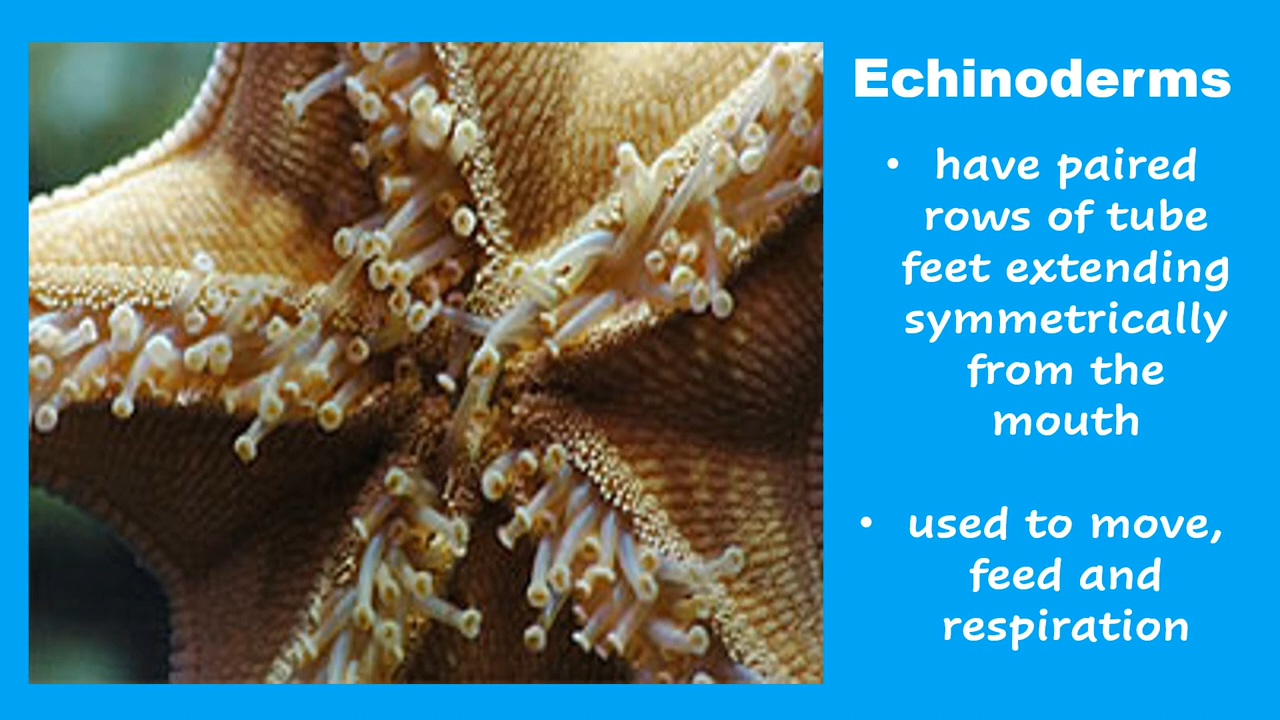 Echinoderms
• have paired
rows of tube
feet extending
symmetrically
from the
mouth
• used to move,
feed and
respiration